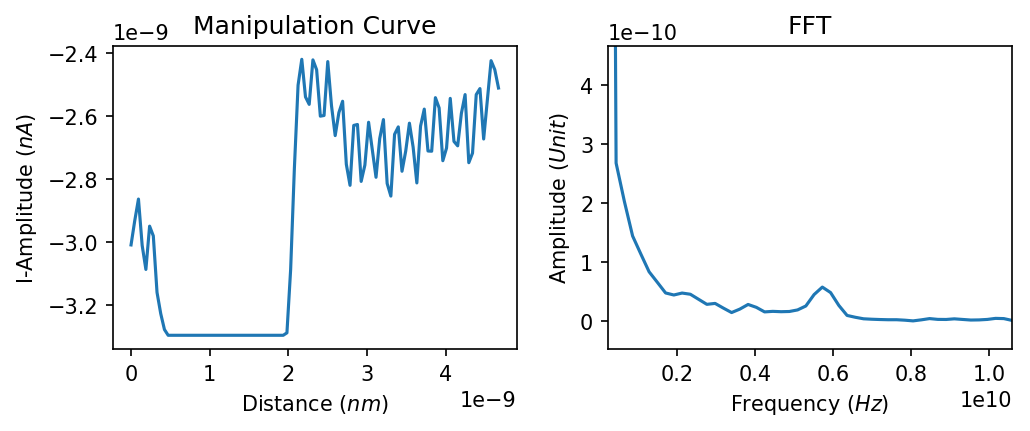 Manipulation Curve
1e−9
−2.4
−2.6
−2.8
−3.0
−3.2
I-Amplitude (nA)
0 1 2 3 4
1e−9
Distance (nm)
FFT
1e−10
4
3
2
1
0
Amplitude (Unit)
0.2 0.4 0.6 0.8 1.0
1e10
Frequency (Hz)